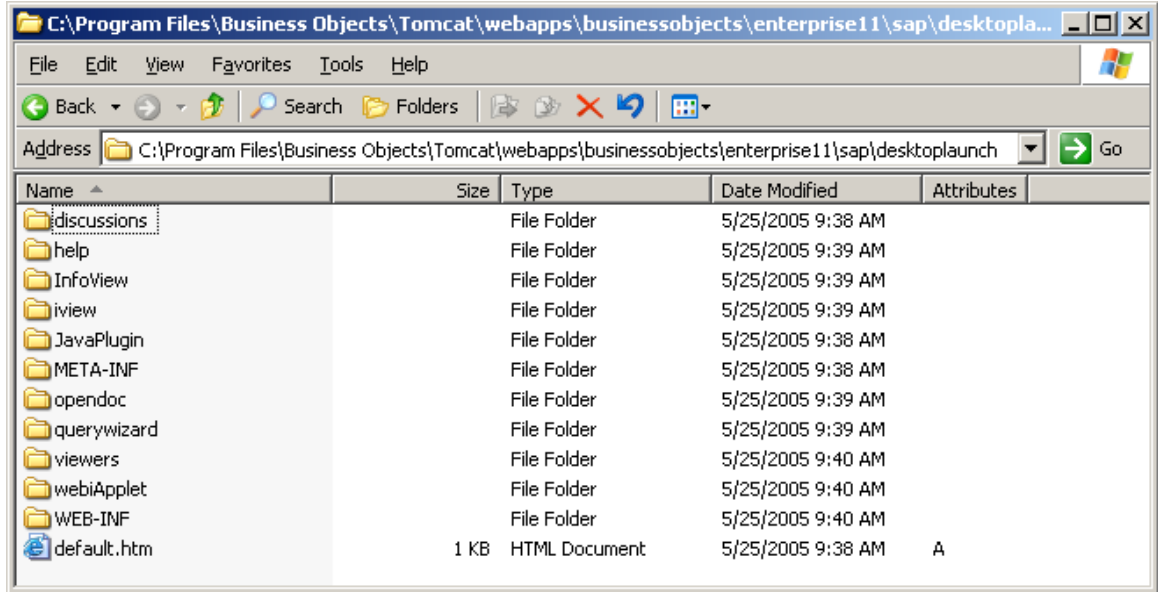 C:\Program Files\Business Objects\Tomcat\webapps\businessobjects\enterprise11\sap\desktopla...
File Edit View Favorites Tools Help
Back Search Folders
Address C:\Program Files\Business Objects\Tomcat\webapps\businessobjects\enterprise11\sap\desktoplaunch Go
Name Size Type Date Modified Attributes
discussions File Folder 5/25/2005 9:38 AM
help File Folder 5/25/2005 9:39 AM
InfoView File Folder 5/25/2005 9:39 AM
iview File Folder 5/25/2005 9:39 AM
JavaPlugin File Folder 5/25/2005 9:38 AM
META-INF File Folder 5/25/2005 9:38 AM
opendoc File Folder 5/25/2005 9:39 AM
querywizard File Folder 5/25/2005 9:39 AM
viewers File Folder 5/25/2005 9:40 AM
webiApplet File Folder 5/25/2005 9:40 AM
WEB-INF File Folder 5/25/2005 9:40 AM
default.htm 1 KB HTML Document 5/25/2005 9:38 AM A